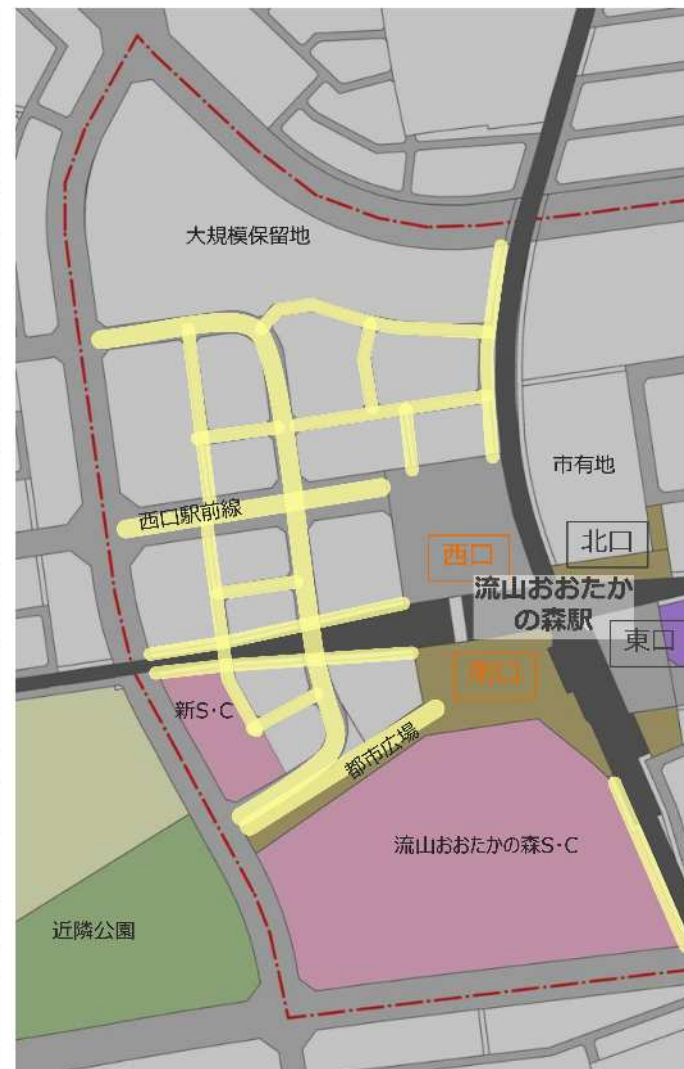 大規模保留地
市有地
西口駅前線
北口
西口
流山おおたか
の森駅
東口
南口
新S・C
都市広場
流山おおたかの森S・C
近隣公園